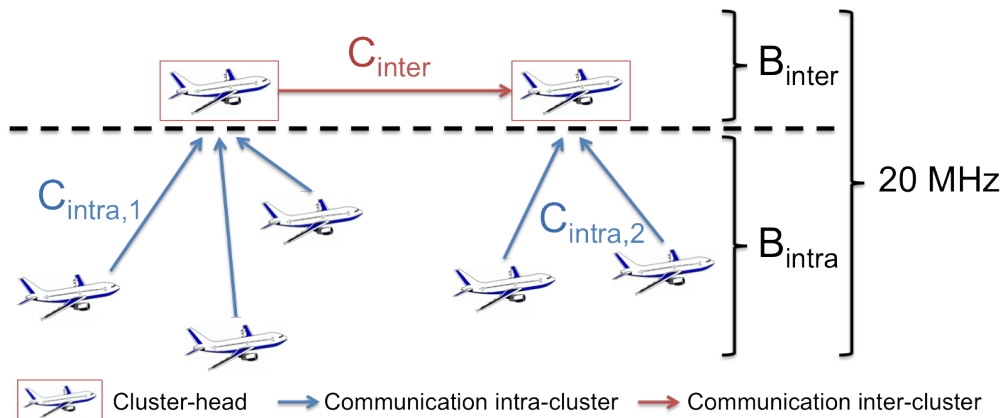 C_inter
B_inter
C_intra,1
C_intra,2
20 MHz
B_intra
Cluster-head
Communication intra-cluster
Communication inter-cluster